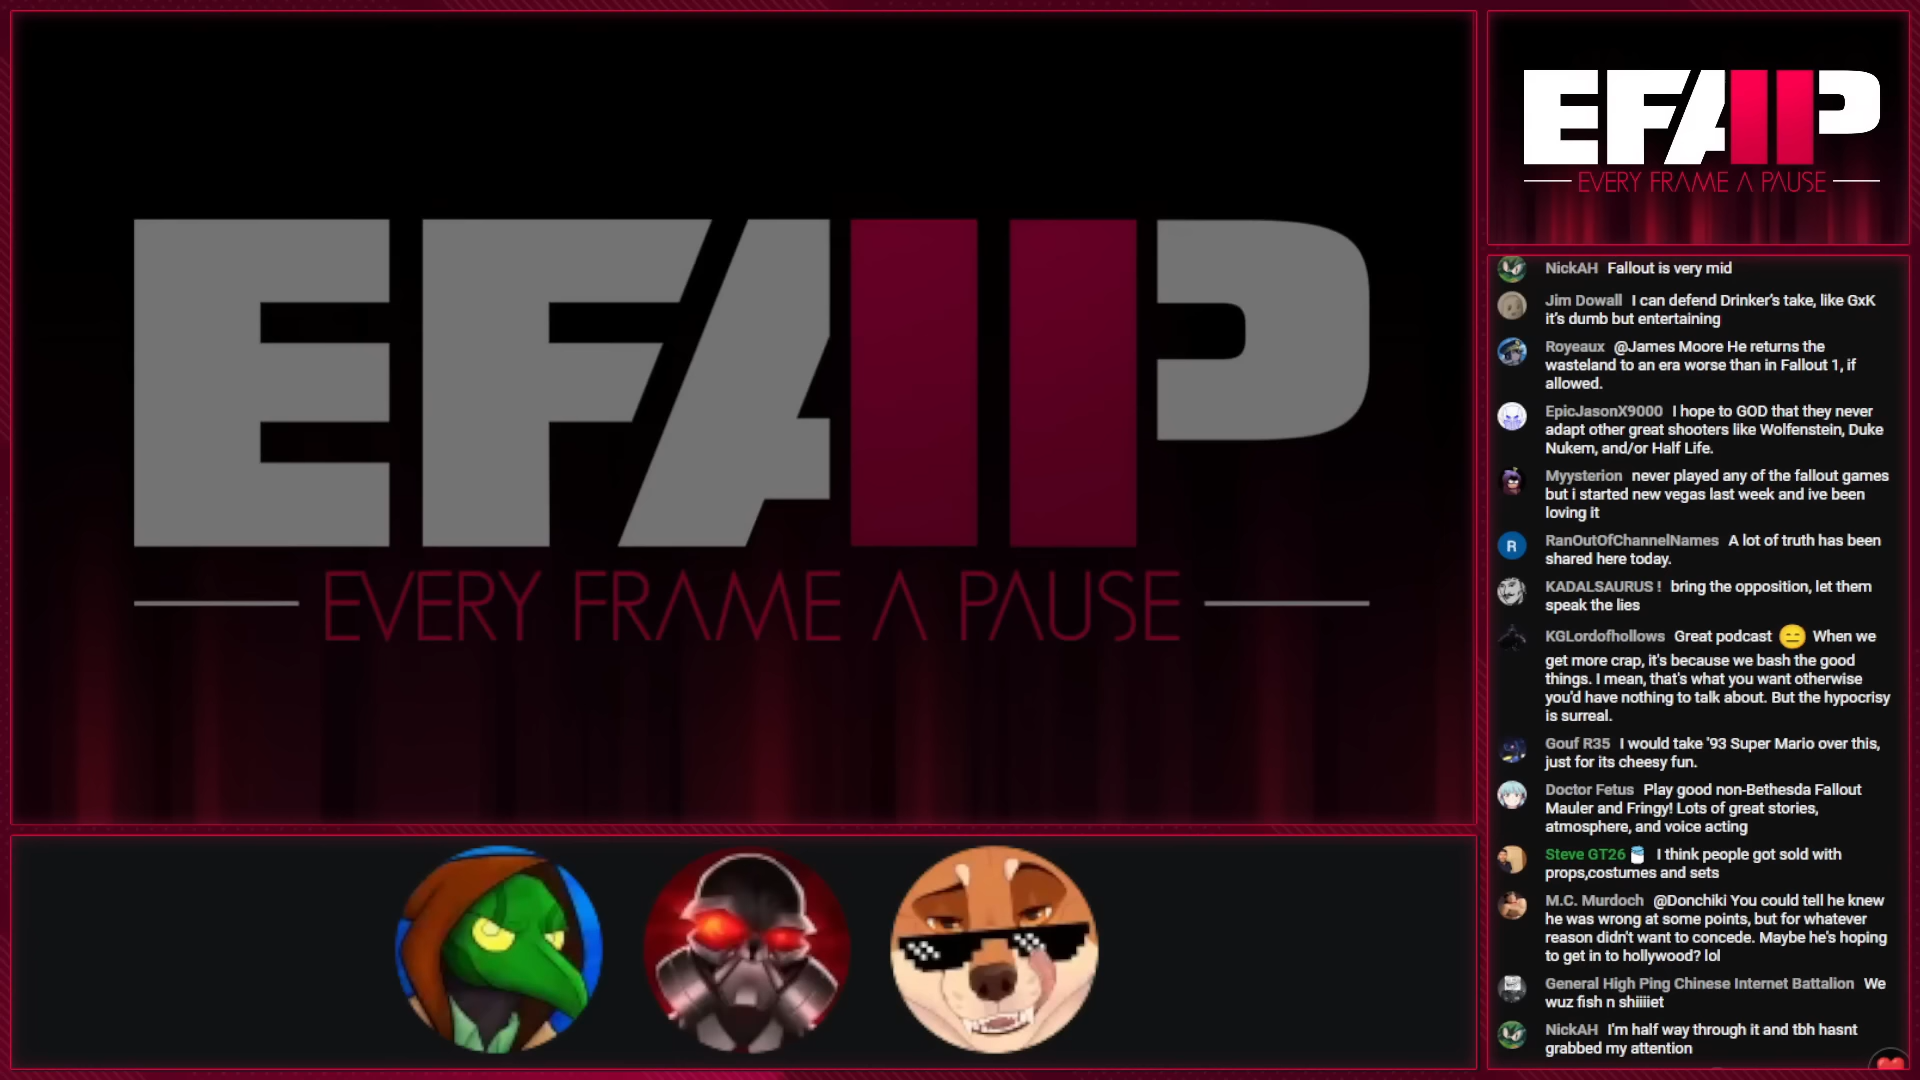 EFAP
EVERY FRAME A PAUSE
EFAP
EVERY FRAME A PAUSE
NickAH Fallout is very mid
Jim Dowall I can defend Drinker's take, like GxK
it's dumb but entertaining
Royeaux @James Moore He returns the
wasteland to an era worse than in Fallout 1, if
allowed.
EpicJasonX9000 I hope to GOD that they never
adapt other great shooters like Wolfenstein, Duke
Nukem, and/or Half Life.
Myysterion never played any of the fallout games
but i started new vegas last week and ive been
loving it
R
RanOutOfChannelNames A lot of truth has been
shared here today.
KADALSAURUS ! bring the opposition, let them
speak the lies
KGLordofhollows Great podcast 😑 When we
get more crap, it's because we bash the good
things. I mean, that's what you want otherwise
you'd have nothing to talk about. But the hypocrisy
is surreal.
Gouf R35 I would take '93 Super Mario over this,
just for its cheesy fun.
Doctor Fetus Play good non-Bethesda Fallout
Mauler and Fringy! Lots of great stories,
atmosphere, and voice acting
Steve GT26 I think people got sold with
props,costumes and sets
M.C. Murdoch @Donchiki You could tell he knew
he was wrong at some points, but for whatever
reason didn't want to concede. Maybe he's hoping
to get in to hollywood? lol
General High Ping Chinese Internet Battalion We
wuz fish n shiiiiet
NickAH I'm half way through it and tbh hasnt
grabbed my attention